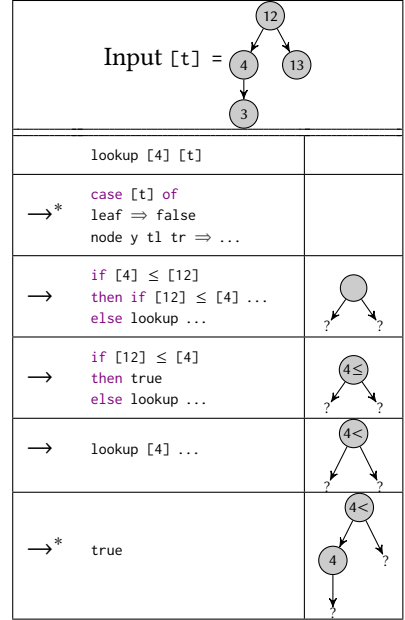 12
Input [t] =
4
13
3
lookup [4] [t]
case [t] of
⟶* leaf ⇒ false
node y tl tr ⇒ ...
if [4] ≤ [12]
⟶ then if [12] ≤ [4] ...
else lookup ...
? ?
if [12] ≤ [4]
⟶ then true 4≤
else lookup ...
? ?
4<
⟶ lookup [4] ...
? ?
4<
⟶* true 4 ?
?